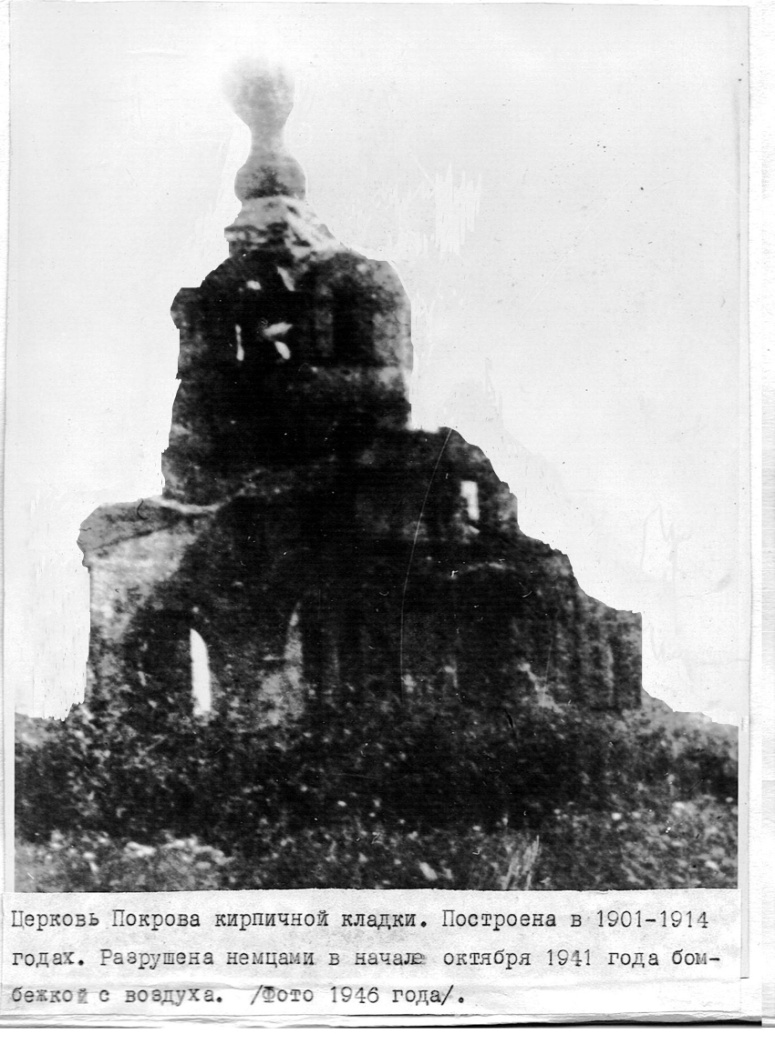 Церковь Покрова кирпичной кладки. Построена в 1901-1914
годах. Разрушена немцами в начале октября 1941 года бом-
бежкой с воздуха. /Фото 1946 года/.